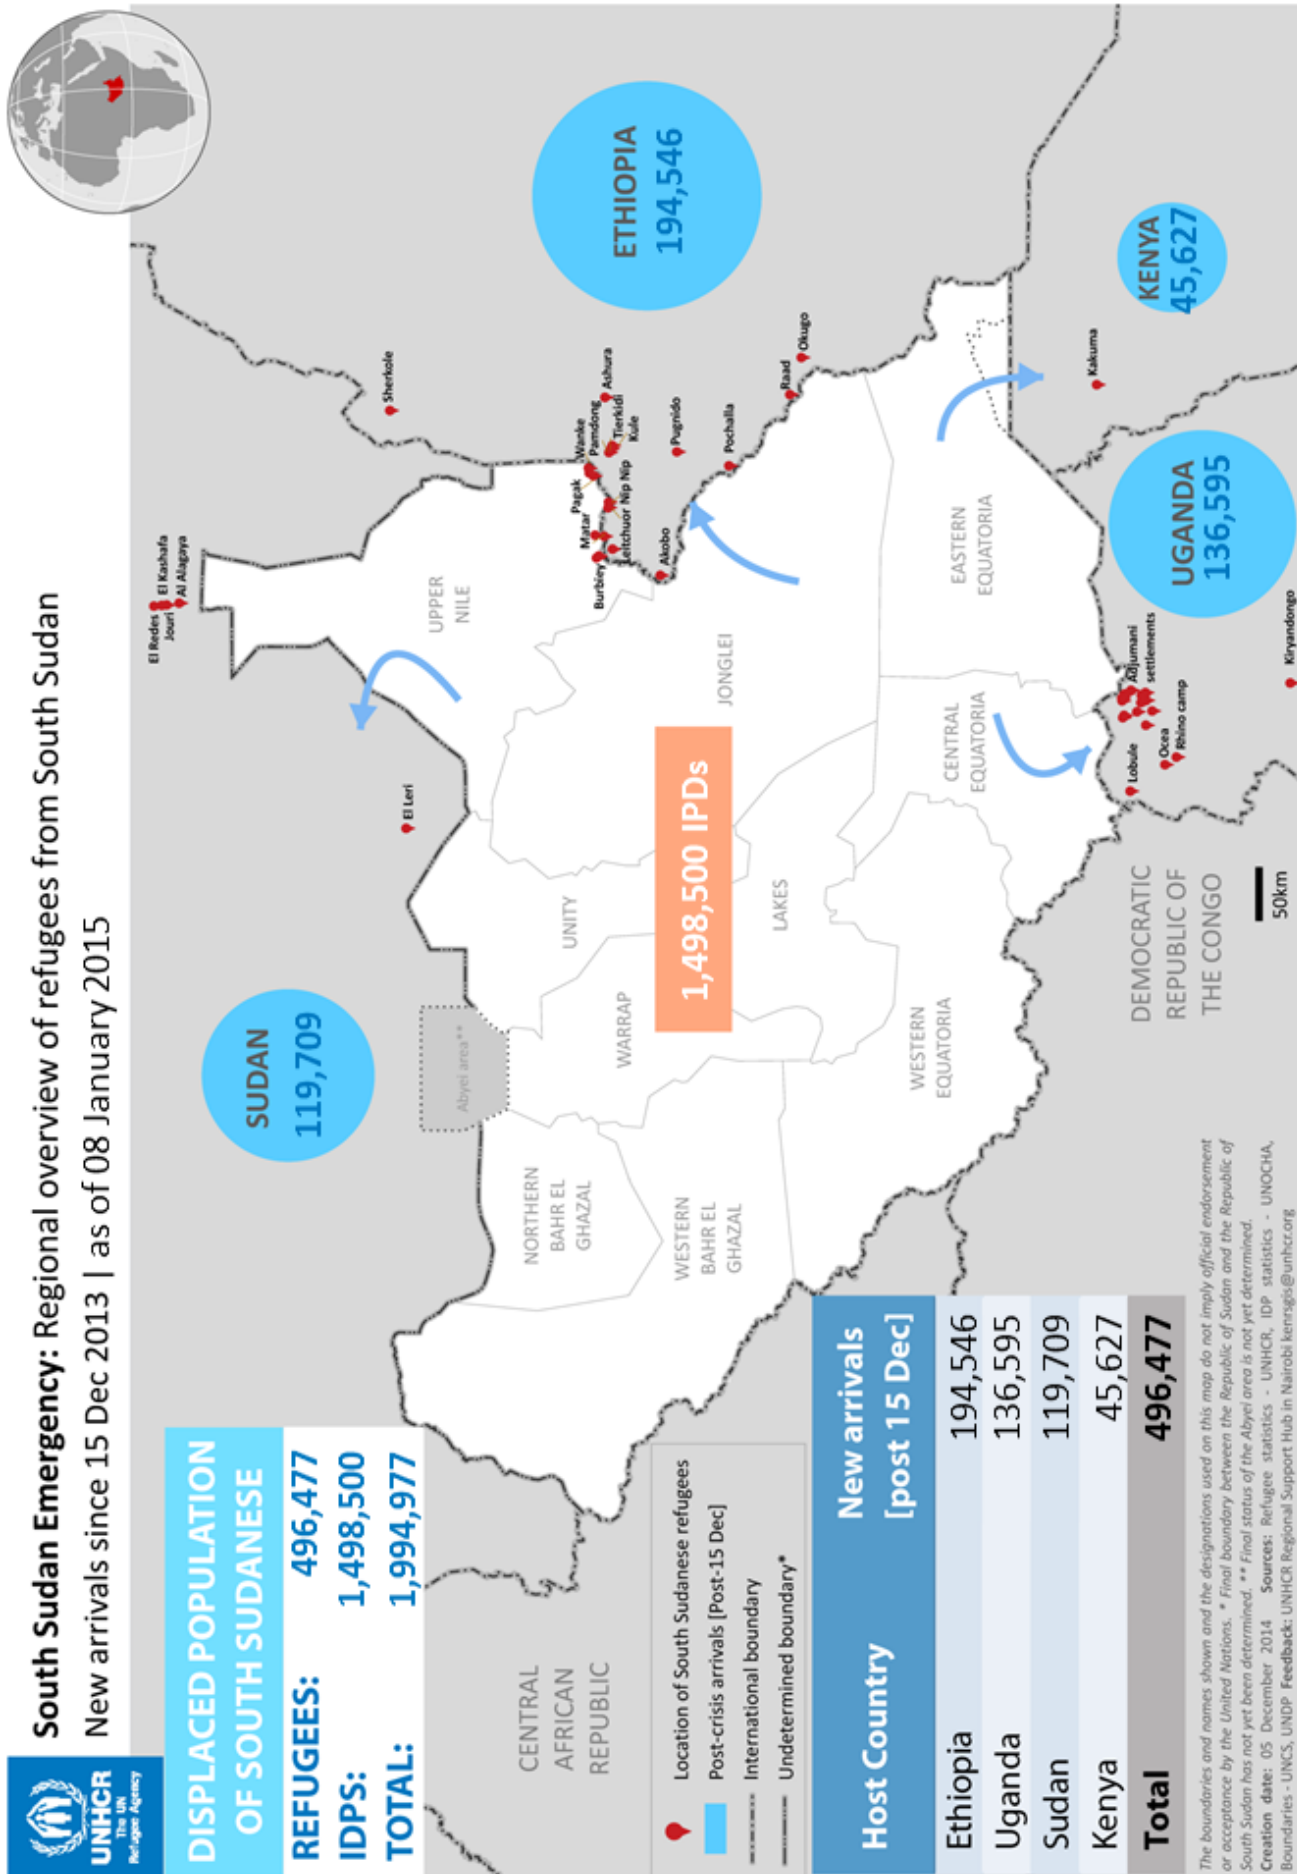 UNHCR
The UN
Refugee Agency
South Sudan Emergency: Regional overview of refugees from South Sudan
New arrivals since 15 Dec 2013 | as of 08 January 2015
DISPLACED POPULATION
OF SOUTH SUDANESE
REFUGEES: 496,477
IDPS: 1,498,500
TOTAL: 1,994,977
SUDAN
119,709
El Redes
El Kashafa
Jouri
Al Alagaya
El Leri
Sherkole
Abyei area**
UPPER
NILE
NORTHERN
BAHR EL
GHAZAL
UNITY
WARRAP
WESTERN
BAHR EL
GHAZAL
1,498,500 IPDs
JONGLEI
LAKES
WESTERN
EQUATORIA
CENTRAL
EQUATORIA
EASTERN
EQUATORIA
Wanke
Pamdong
Pagak
Ashura
Tierkidi
Kule
Matar
Nip Nip
Burbiey
Leitchuor
Akobo
Pugnido
Pochalla
Raad
Okugo
ETHIOPIA
194,546
KENYA
45,627
Kakuma
UGANDA
136,595
Adjumani
settlements
Lobule
Ocea
Rhino camp
Kiryandongo
CENTRAL
AFRICAN
REPUBLIC
DEMOCRATIC
REPUBLIC OF
THE CONGO
50km
Location of South Sudanese refugees
Post-crisis arrivals [Post-15 Dec]
International boundary
Undetermined boundary*
Host Country New arrivals
[post 15 Dec]
Ethiopia 194,546
Uganda 136,595
Sudan 119,709
Kenya 45,627
Total 496,477
The boundaries and names shown and the designations used on this map do not imply official endorsement
or acceptance by the United Nations. * Final boundary between the Republic of Sudan and the Republic of
South Sudan has not yet been determined. ** Final status of the Abyei area is not yet determined.
Creation date: 05 December 2014 Sources: Refugee statistics - UNHCR, IDP statistics - UNOCHA,
Boundaries - UNCS, UNDP Feedback: UNHCR Regional Support Hub in Nairobi kenrsgis@unhcr.org